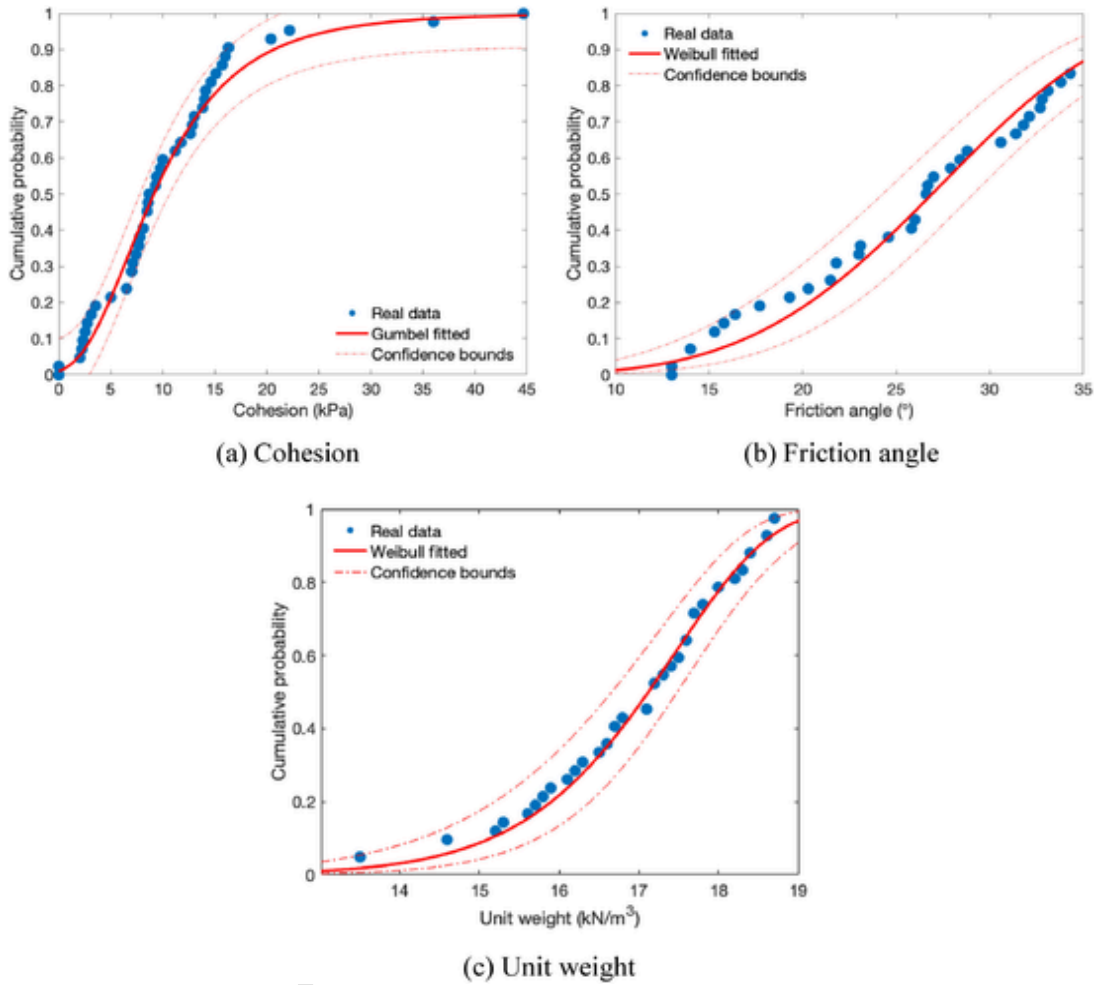 Cumulative probability
1
0.9
0.8
0.7
0.6
0.5
0.4
0.3
0.2
0.1
0
Real data
Gumbel fitted
Confidence bounds
0 5 10 15 20 25 30 35 40 45
Cohesion (kPa)
(a) Cohesion
Cumulative probability
1
0.9
0.8
0.7
0.6
0.5
0.4
0.3
0.2
0.1
0
Real data
Weibull fitted
Confidence bounds
10 15 20 25 30 35
Friction angle (°)
(b) Friction angle
Cumulative probability
1
0.8
0.6
0.4
0.2
0
Real data
Weibull fitted
Confidence bounds
14 15 16 17 18 19
Unit weight (kN/m³)
(c) Unit weight